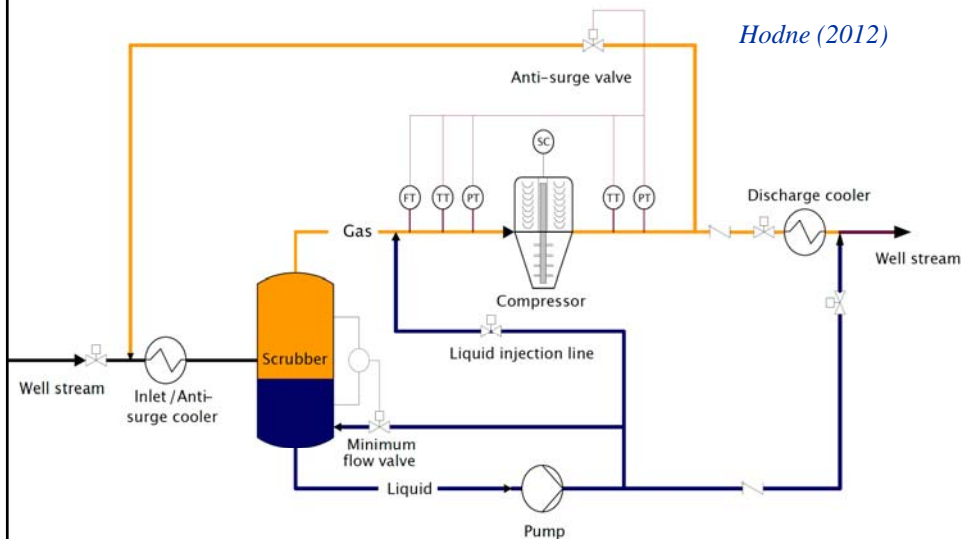 Hodne (2012)
Anti-surge valve
SC
FT
TT
PT
TT
PT
Discharge cooler
Gas
Well stream
Compressor
Liquid injection line
Scrubber
Well stream
Inlet/Anti-
surge cooler
Minimum
flow valve
Liquid
Pump